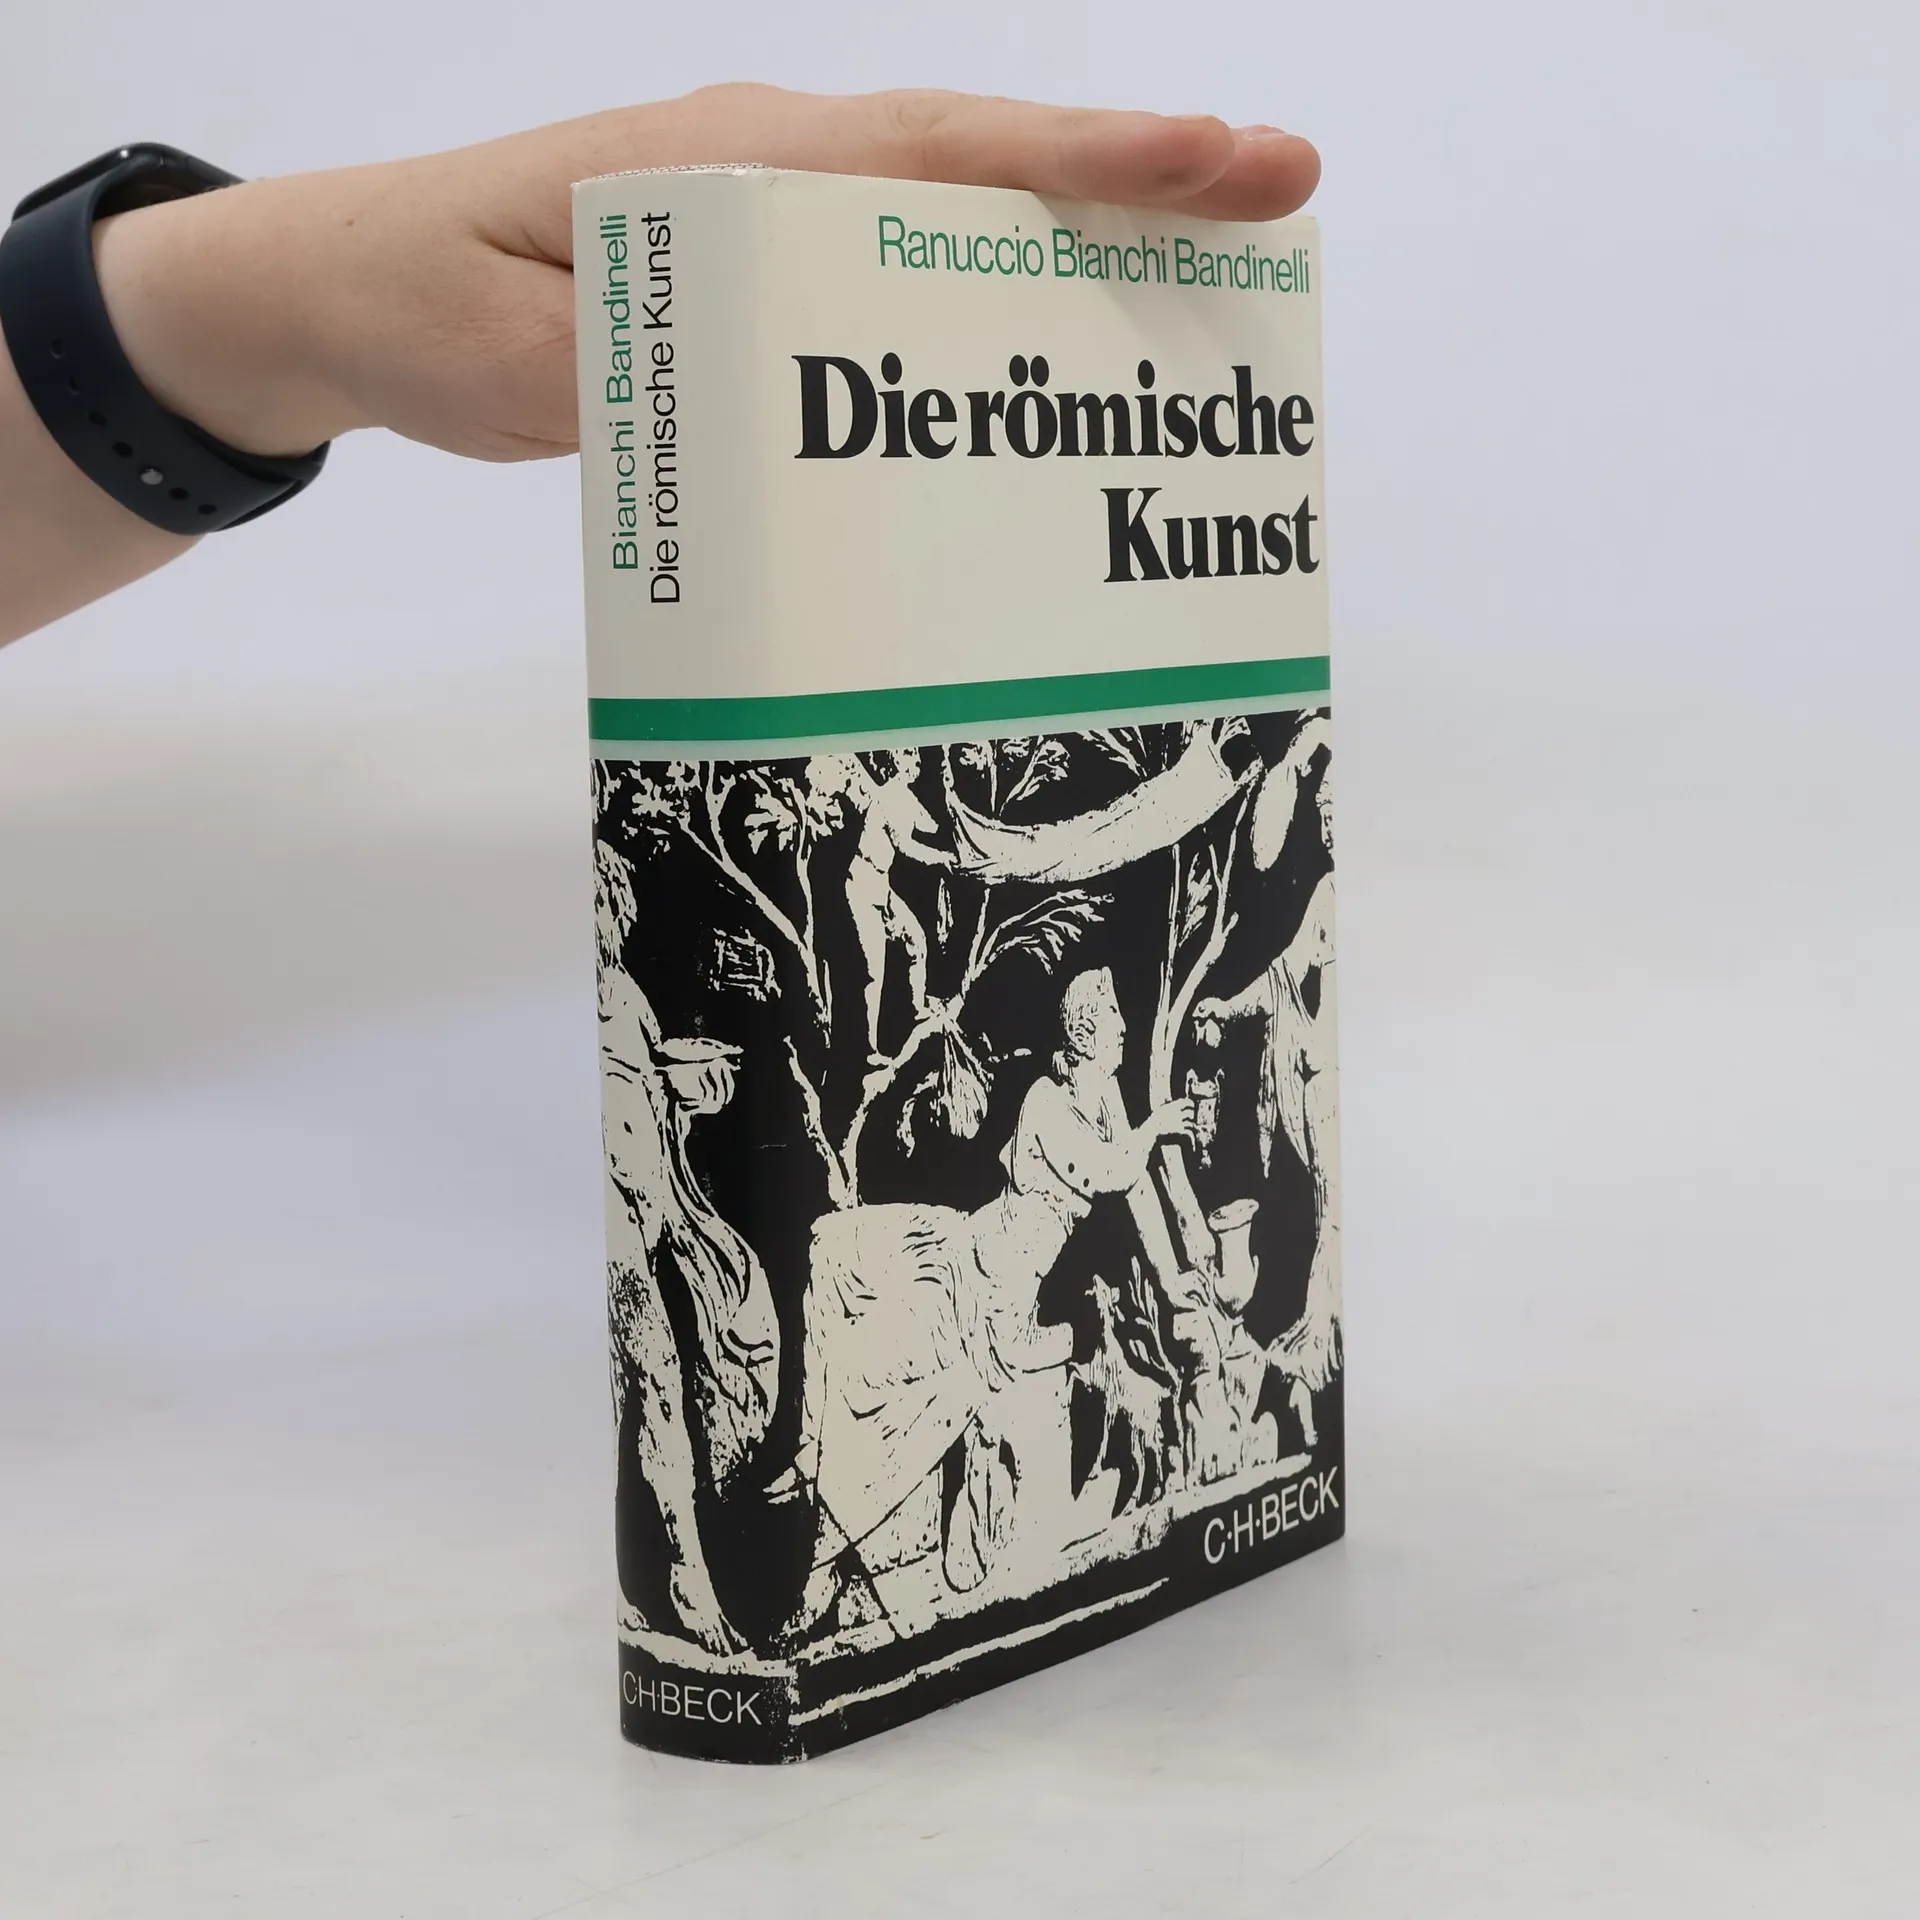 Bianchi Bandinelli
Die römische Kunst
Ranuccio Bianchi Bandinelli
Die römische
Kunst
C·H·BECK
C·H·BECK